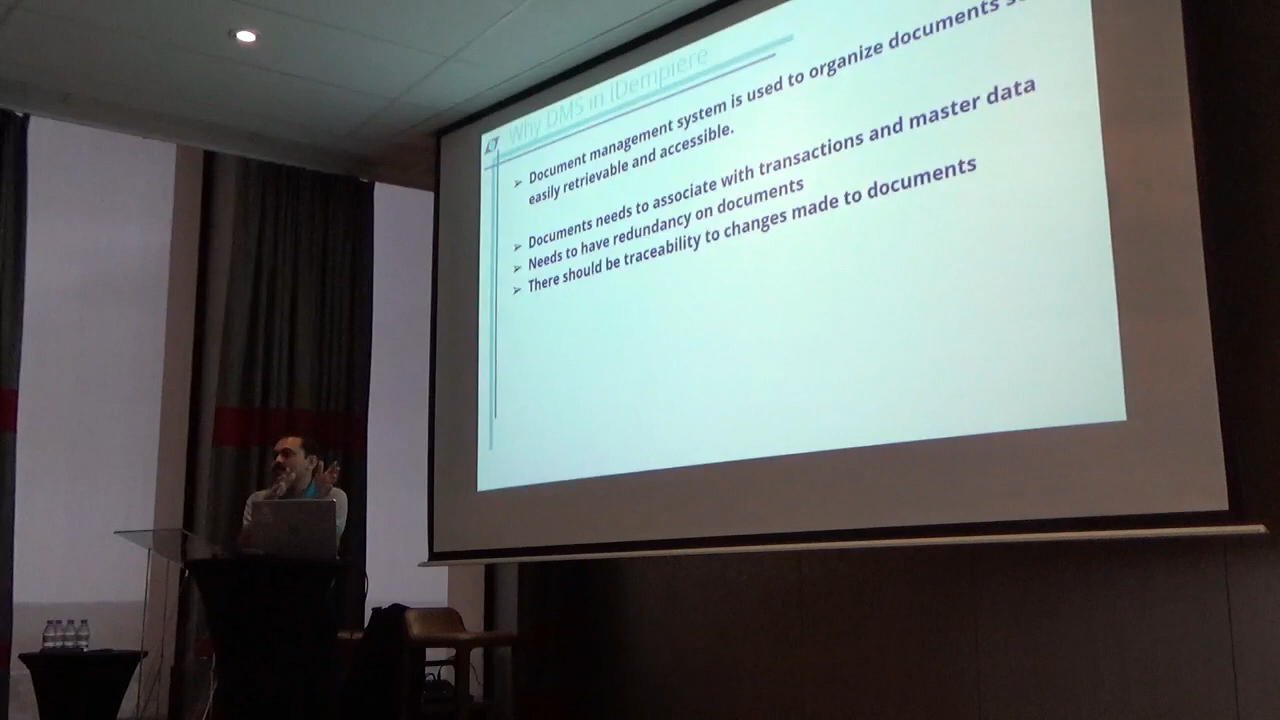 Why DMS in iDempiere
➢ Document management system is used to organize documents
easily retrievable and accessible.
➢ Documents needs to associate with transactions and master data
➢ Needs to have redundancy on documents
➢ There should be traceability to changes made to documents